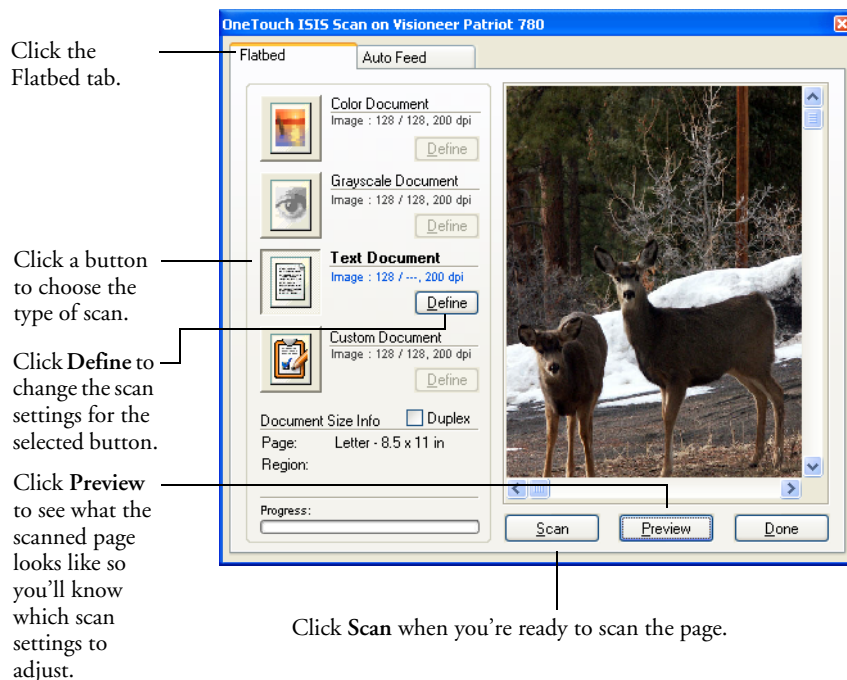 OneTouch ISIS Scan on Visioneer Patriot 780
Click the
Flatbed tab.
Flatbed
Auto Feed
Color Document
Image : 128 / 128, 200 dpi
Define
Grayscale Document
Image : 128 / 128, 200 dpi
Define
Click a button
to choose the
type of scan.
Text Document
Image : 128 / ---, 200 dpi
Define
Click Define to
change the scan
settings for the
selected button.
Custom Document
Image : 128 / 128, 200 dpi
Define
Document Size Info
Duplex
Page: Letter - 8.5 x 11 in
Region:
Click Preview
to see what the
scanned page
looks like so
you'll know
which scan
settings to
adjust.
Progress:
Scan
Preview
Done
Click Scan when you're ready to scan the page.